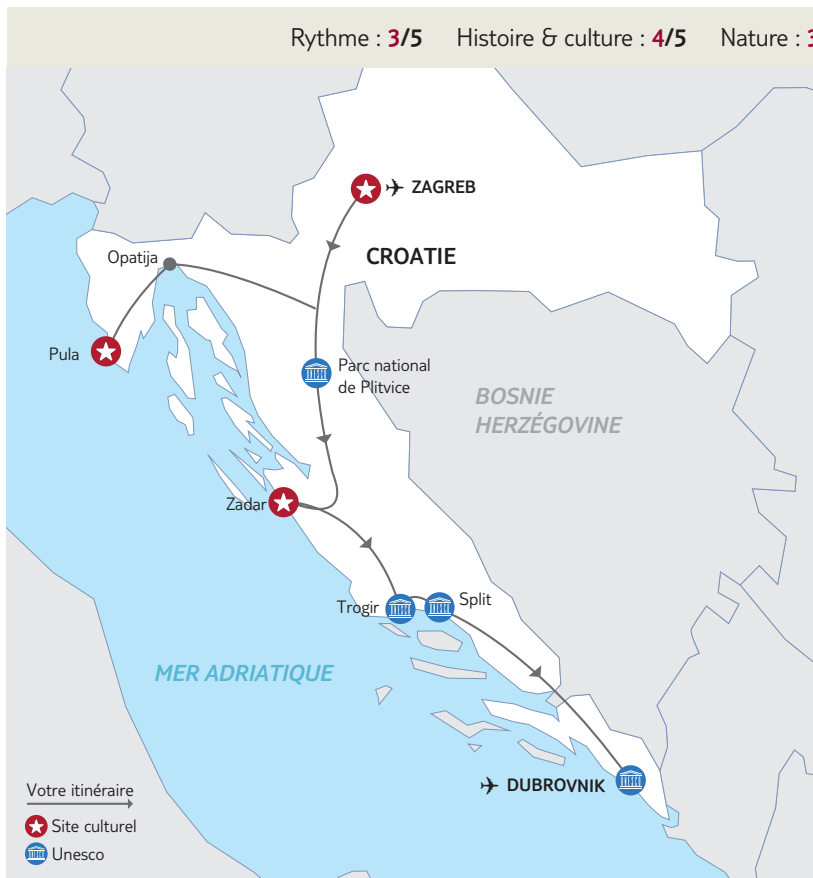 Rythme : 3/5 Histoire & culture : 4/5 Nature :
ZAGREB
CROATIE
Opatija
Pula
Parc national
de Plitvice
BOSNIE
HERZÉGOVINE
Zadar
Trogir
Split
MER ADRIATIQUE
DUBROVNIK
Votre itinéraire
Site culturel
Unesco